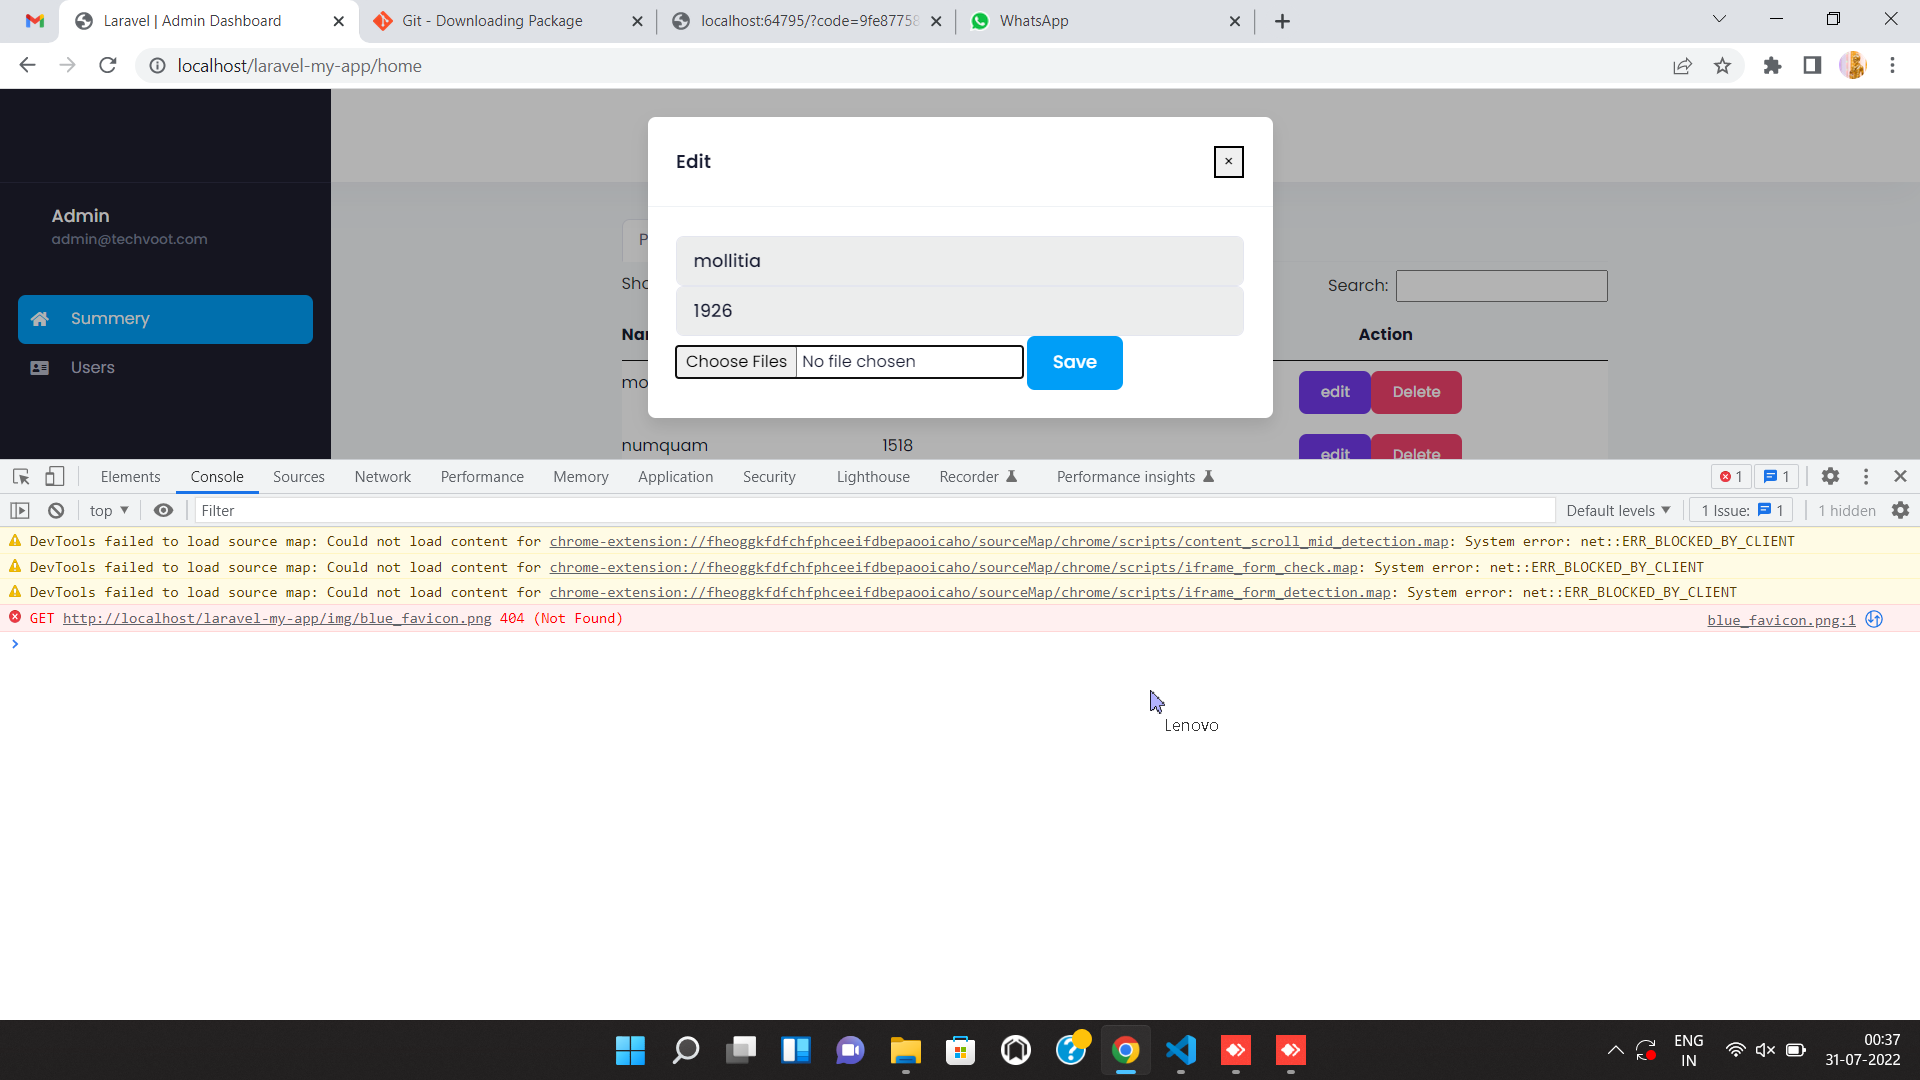 Laravel | Admin Dashboard
Git - Downloading Package
localhost:64795/?code=9fe87758
WhatsApp
localhost/laravel-my-app/home
Edit
×
Admin
admin@techvoot.com
mollitia
Search:
1926
Summery
Action
Choose Files No file chosen
Save
Users
edit
Delete
numquam
1518
edit
Delete
Elements
Console
Sources
Network
Performance
Memory
Application
Security
Lighthouse
Recorder
Performance insights
1
1
top
Filter
Default levels
1 Issue: 1
1 hidden
DevTools failed to load source map: Could not load content for chrome-extension://fheoggkfdfchfphceeifdbepaooicaho/sourceMap/chrome/scripts/content_scroll_mid_detection.map: System error: net::ERR_BLOCKED_BY_CLIENT
DevTools failed to load source map: Could not load content for chrome-extension://fheoggkfdfchfphceeifdbepaooicaho/sourceMap/chrome/scripts/iframe_form_check.map: System error: net::ERR_BLOCKED_BY_CLIENT
DevTools failed to load source map: Could not load content for chrome-extension://fheoggkfdfchfphceeifdbepaooicaho/sourceMap/chrome/scripts/iframe_form_detection.map: System error: net::ERR_BLOCKED_BY_CLIENT
GET http://localhost/laravel-my-app/img/blue_favicon.png 404 (Not Found)
blue_favicon.png:1
Lenovo
ENG
IN
00:37
31-07-2022